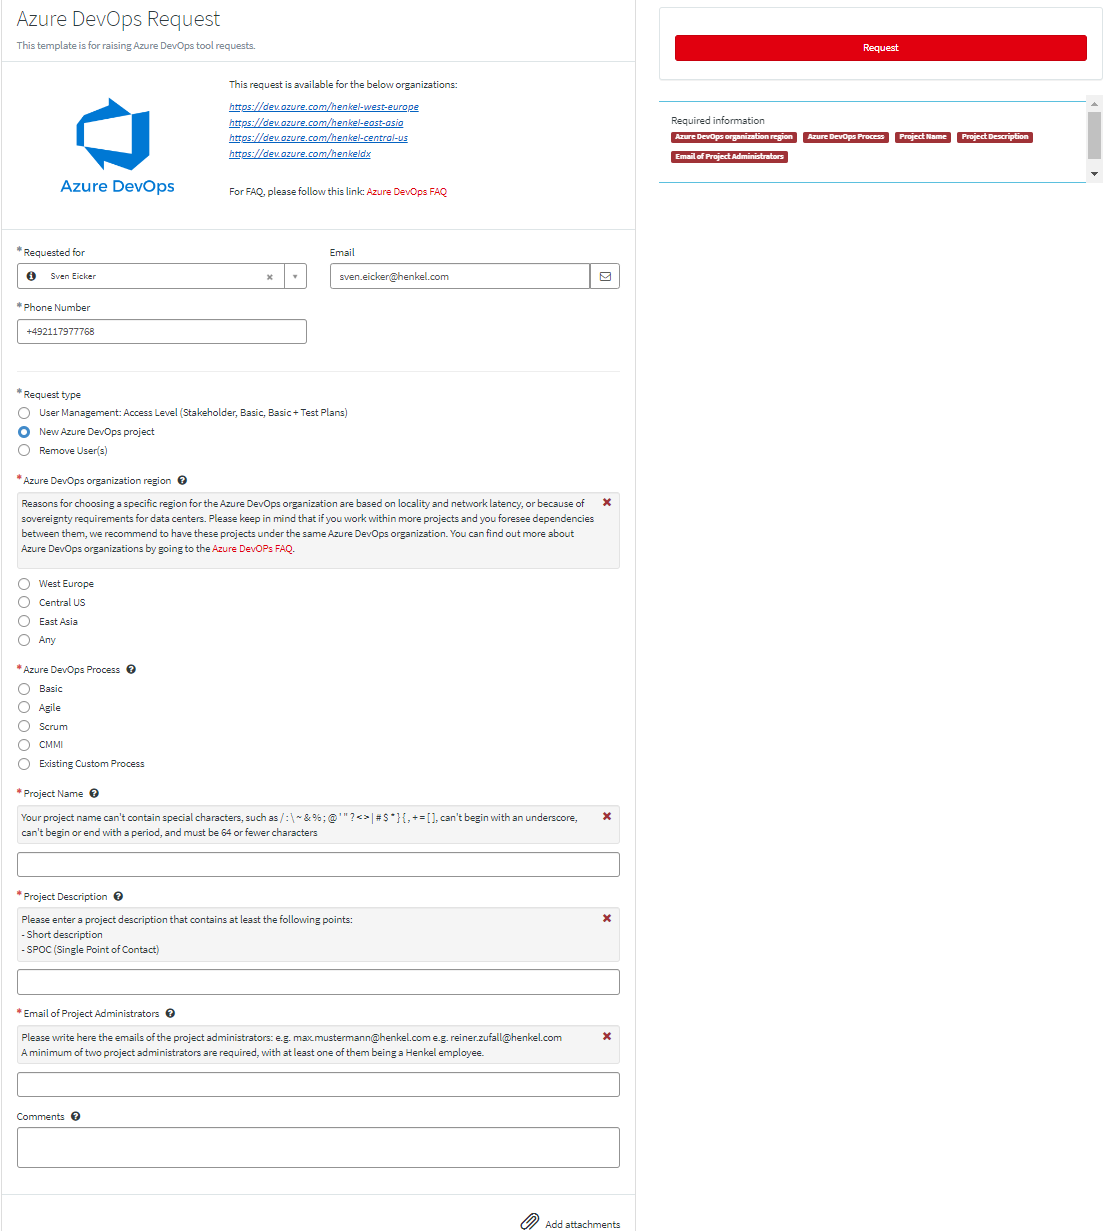 Azure DevOps Request
This template is for raising Azure DevOps tool requests.
Azure DevOps
This request is available for the below organizations:
https://dev.azure.com/henkel-west-europe
https://dev.azure.com/henkel-east-asia
https://dev.azure.com/henkel-central-us
https://dev.azure.com/henkeldx
For FAQ, please follow this link: Azure DevOps FAQ
*Requested for
Sven Eicker
Email
sven.eicker@henkel.com
*Phone Number
+492117977768
*Request type
User Management: Access Level (Stakeholder, Basic, Basic + Test Plans)
New Azure DevOps project
Remove User(s)
*Azure DevOps organization region
Reasons for choosing a specific region for the Azure DevOps organization are based on locality and network latency, or because of
sovereignty requirements for data centers. Please keep in mind that if you work within more projects and you foresee dependencies
between them, we recommend to have these projects under the same Azure DevOps organization. You can find out more about
Azure DevOps organizations by going to the Azure DevOPs FAQ.
West Europe
Central US
East Asia
Any
*Azure DevOps Process
Basic
Agile
Scrum
CMMI
Existing Custom Process
*Project Name
Your project name can't contain special characters, such as / : \ ~ & % ; @ ' " ? < > | # $ * } { , + = [ ], can't begin with an underscore,
can't begin or end with a period, and must be 64 or fewer characters
*Project Description
Please enter a project description that contains at least the following points:
- Short description
- SPOC (Single Point of Contact)
*Email of Project Administrators
Please write here the emails of the project administrators: e.g. max.mustermann@henkel.com e.g. reiner.zufall@henkel.com
A minimum of two project administrators are required, with at least one of them being a Henkel employee.
Comments
Add attachments
Request
Required information
Azure DevOps organization region Azure DevOps Process Project Name Project Description
Email of Project Administrators